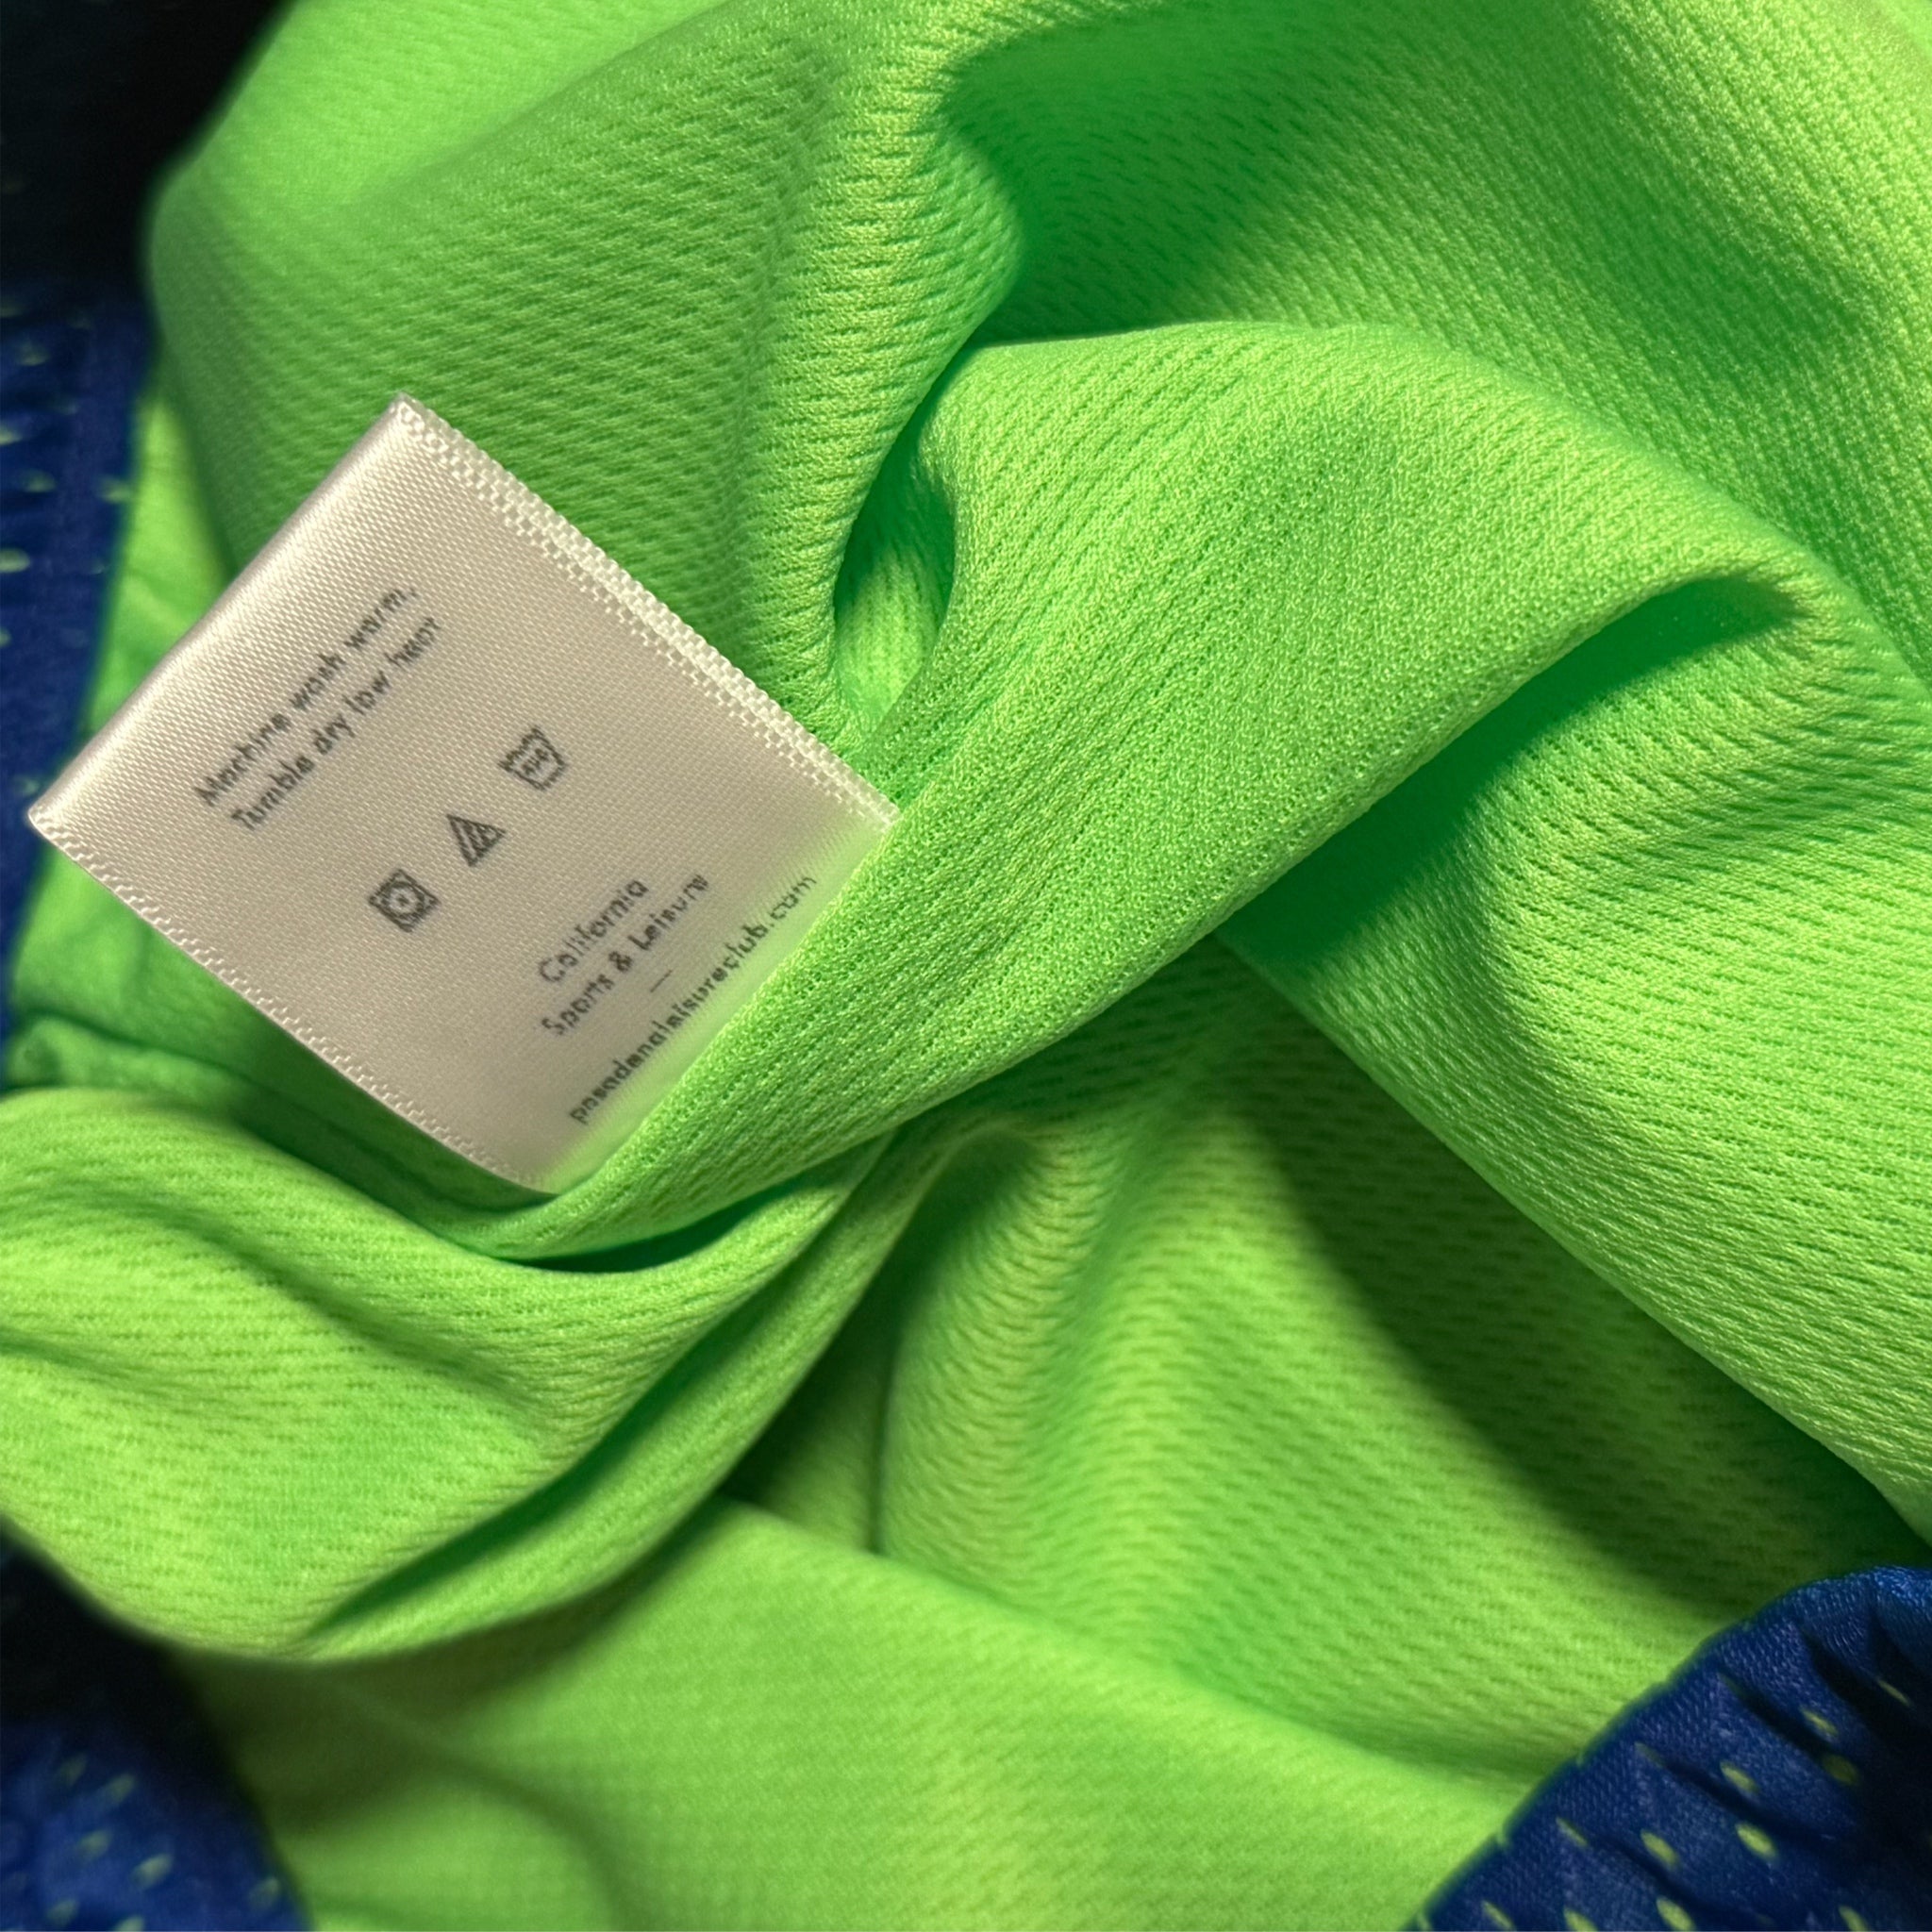 Machine wash warm.
Tumble dry low heat
California
Sports & Leisure
pasadenaleisureclub.com